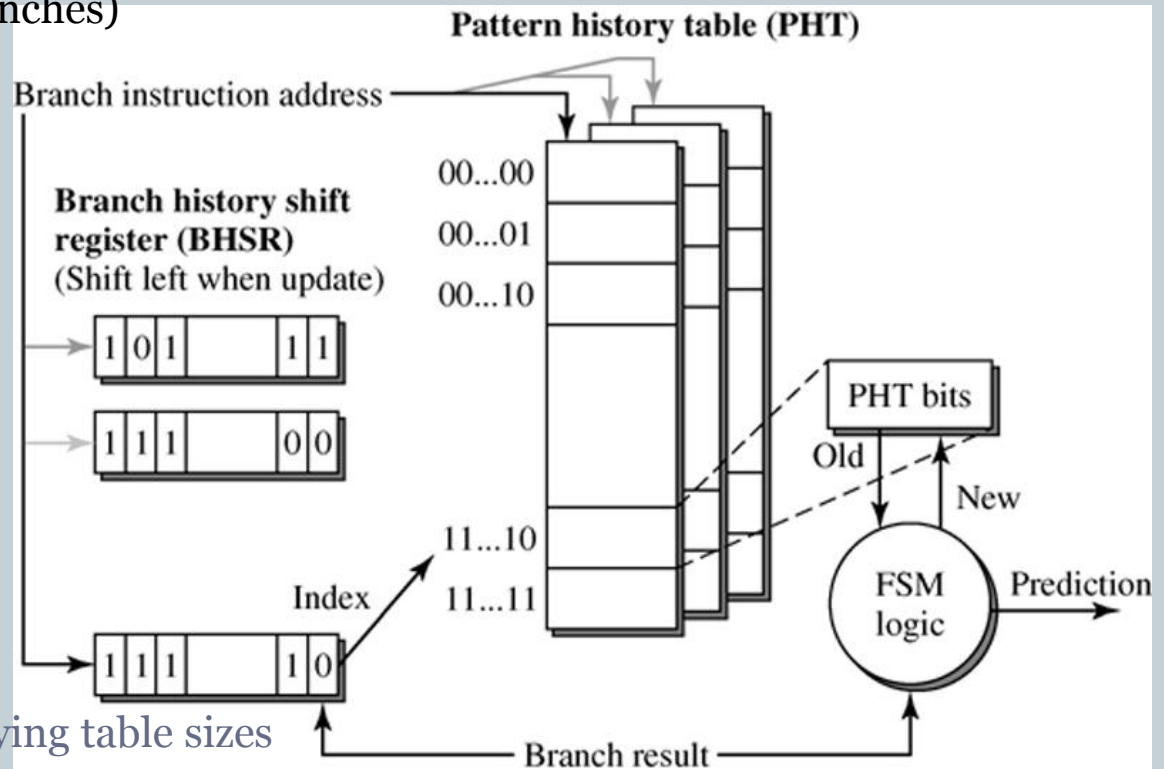 nches)
Pattern history table (PHT)
Branch instruction address
00...00
Branch history shift
register (BHSR)
(Shift left when update)
00...01
00...10
1 0 1 1 1
PHT bits
1 1 1 0 0
Old
New
11...10
FSM
logic
Prediction
Index
11...11
1 1 1 1 0
ying table sizes
Branch result